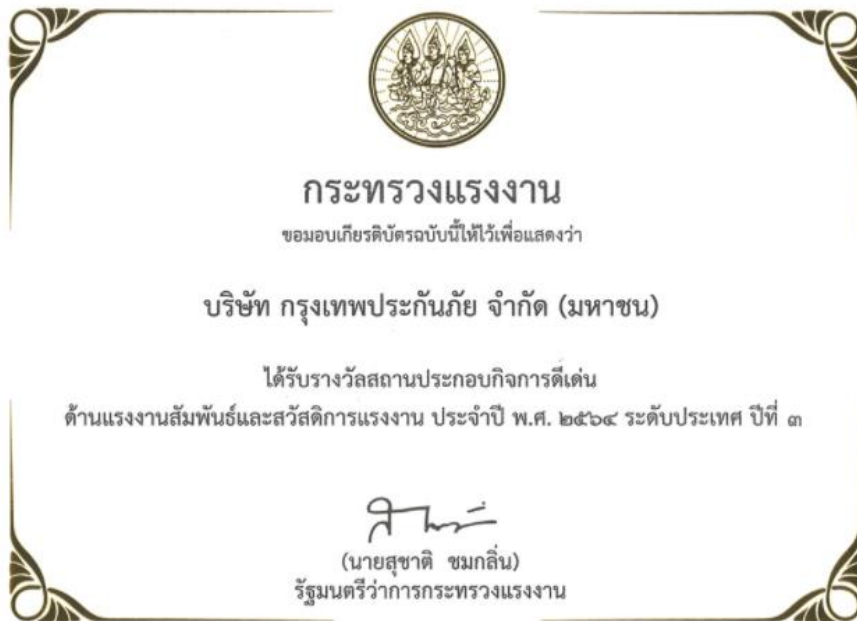 กระทรวงแรงงาน
ขอมอบเกียรติบัตรฉบับนี้ให้ไว้เพื่อแสดงว่า
บริษัท กรุงเทพประกันภัย จำกัด (มหาชน)
ได้รับรางวัลสถานประกอบกิจการดีเด่น
ด้านแรงงานสัมพันธ์และสวัสดิการแรงงาน ประจำปี พ.ศ. ๒๕๖๔ ระดับประเทศ ปีที่ ๓
(นายสุชาติ ชมกลิ่น)
รัฐมนตรีว่าการกระทรวงแรงงาน